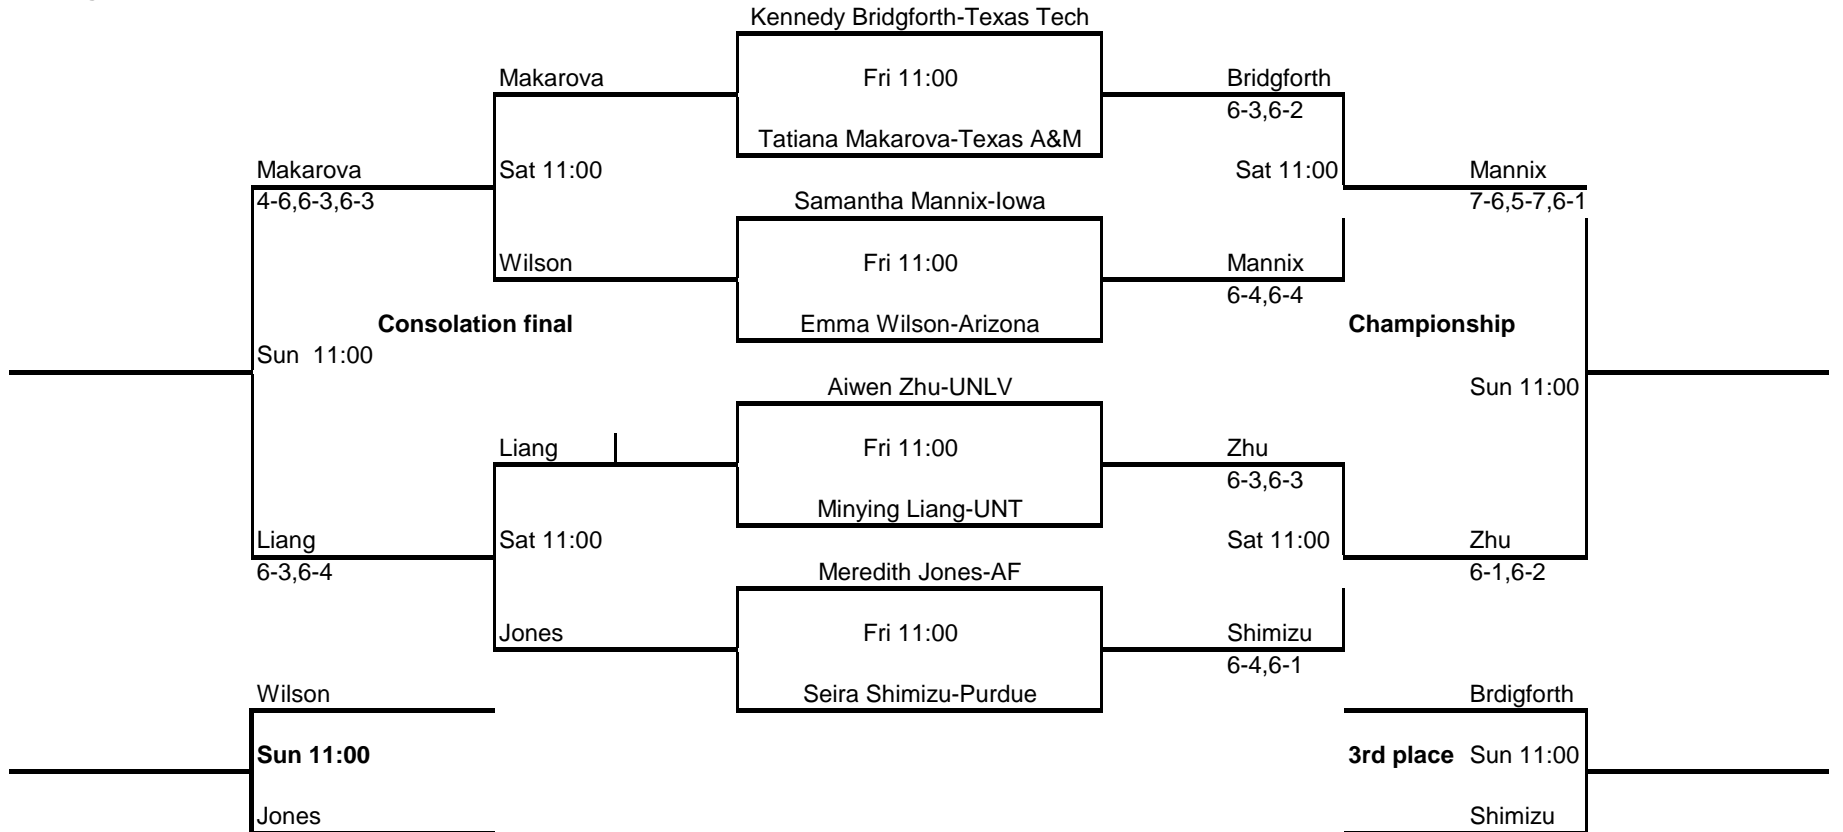 Kennedy Bridgforth-Texas Tech
Makarova Fri 11:00 Bridgforth
6-3,6-2
Tatiana Makarova-Texas A&M
Makarova Sat 11:00 Sat 11:00 Mannix
4-6,6-3,6-3 Samantha Mannix-Iowa 7-6,5-7,6-1
Wilson Fri 11:00 Mannix
6-4,6-4
Consolation final Emma Wilson-Arizona Championship
Sun 11:00
Aiwen Zhu-UNLV Sun 11:00
Liang Fri 11:00 Zhu
6-3,6-3
Minying Liang-UNT
Liang Sat 11:00 Sat 11:00 Zhu
6-3,6-4 Meredith Jones-AF 6-1,6-2
Jones Fri 11:00 Shimizu
6-4,6-1
Wilson Seira Shimizu-Purdue Brdigforth
Sun 11:00 3rd place Sun 11:00
Jones Shimizu